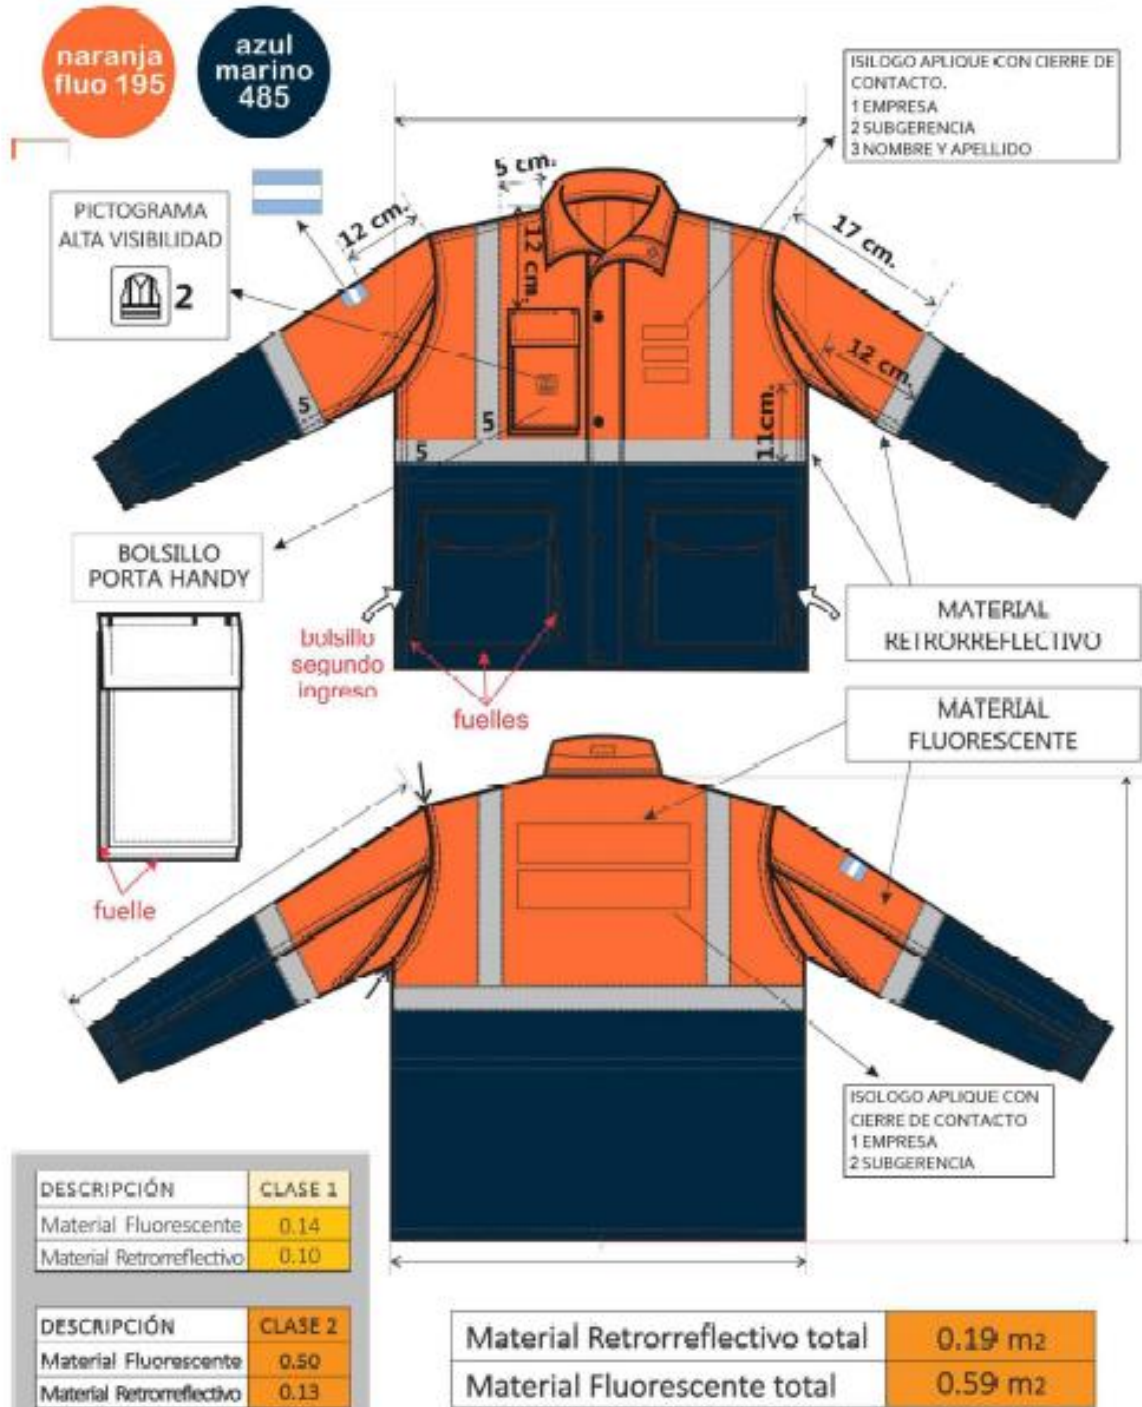 naranja
fluo 195
azul
marino
485
ISILOGO APLIQUE CON CIERRE DE
CONTACTO.
1 EMPRESA
2 SUBGERENCIA
3 NOMBRE Y APELLIDO
5 cm.
12 cm.
12 cm.
17 cm.
12 cm.
11cm.
PICTOGRAMA
ALTA VISIBILIDAD
2
5
5
5
BOLSILLO
PORTA HANDY
bolsillo
segundo
ingreso
fuelles
MATERIAL
RETRORREFLECTIVO
MATERIAL
FLUORESCENTE
fuelle
ISOLOGO APLIQUE CON
CIERRE DE CONTACTO
1 EMPRESA
2 SUBGERENCIA
DESCRIPCIÓN CLASE 1
Material Fluorescente 0.14
Material Retrorreflectivo 0.10
DESCRIPCIÓN CLASE 2
Material Fluorescente 0.50
Material Retrorreflectivo 0.13
Material Retrorreflectivo total 0.19 m2
Material Fluorescente total 0.59 m2